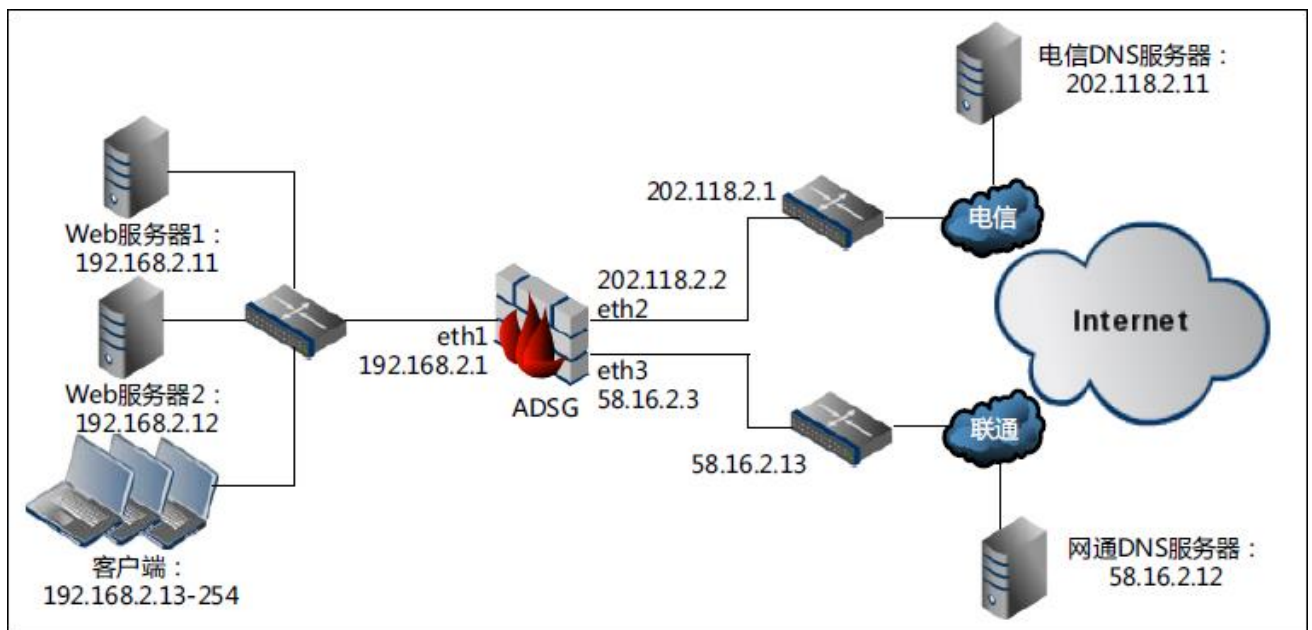 电信DNS服务器：
202.118.2.11
202.118.2.1
电信
Web服务器1：
192.168.2.11
202.118.2.2
eth2
Internet
eth1
192.168.2.1
eth3
58.16.2.3
ADSG
Web服务器2：
192.168.2.12
联通
58.16.2.13
网通DNS服务器：
58.16.2.12
客户端：
192.168.2.13-254